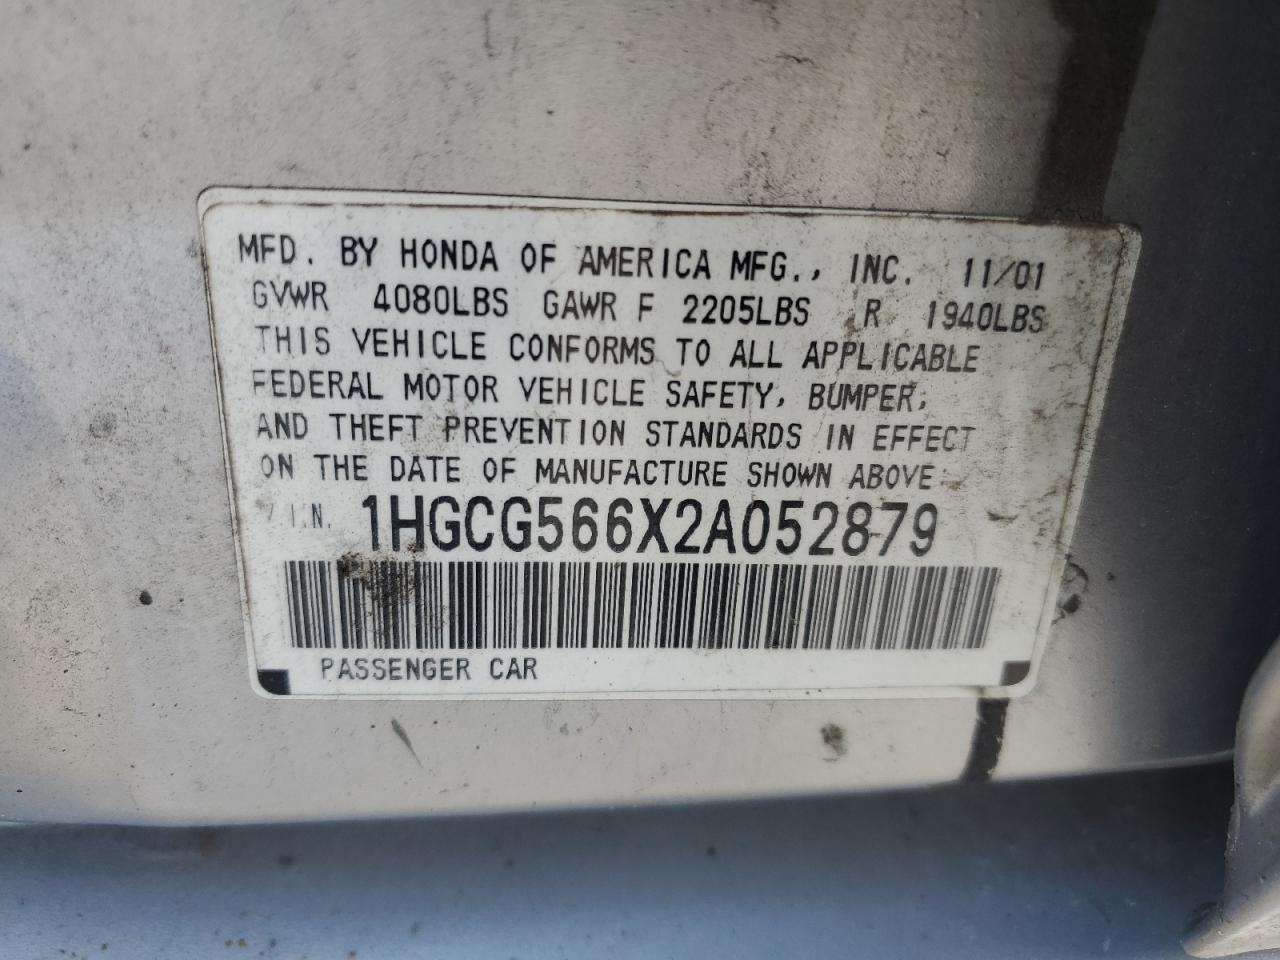 MFD. BY HONDA OF AMERICA MFG., INC. 11/01
GVWR 4080LBS GAWR F 2205LBS R 1940LBS
THIS VEHICLE CONFORMS TO ALL APPLICABLE
FEDERAL MOTOR VEHICLE SAFETY, BUMPER,
AND THEFT PREVENTION STANDARDS IN EFFECT
ON THE DATE OF MANUFACTURE SHOWN ABOVE.
V.I.N. 1HGCG566X2A052879
PASSENGER CAR